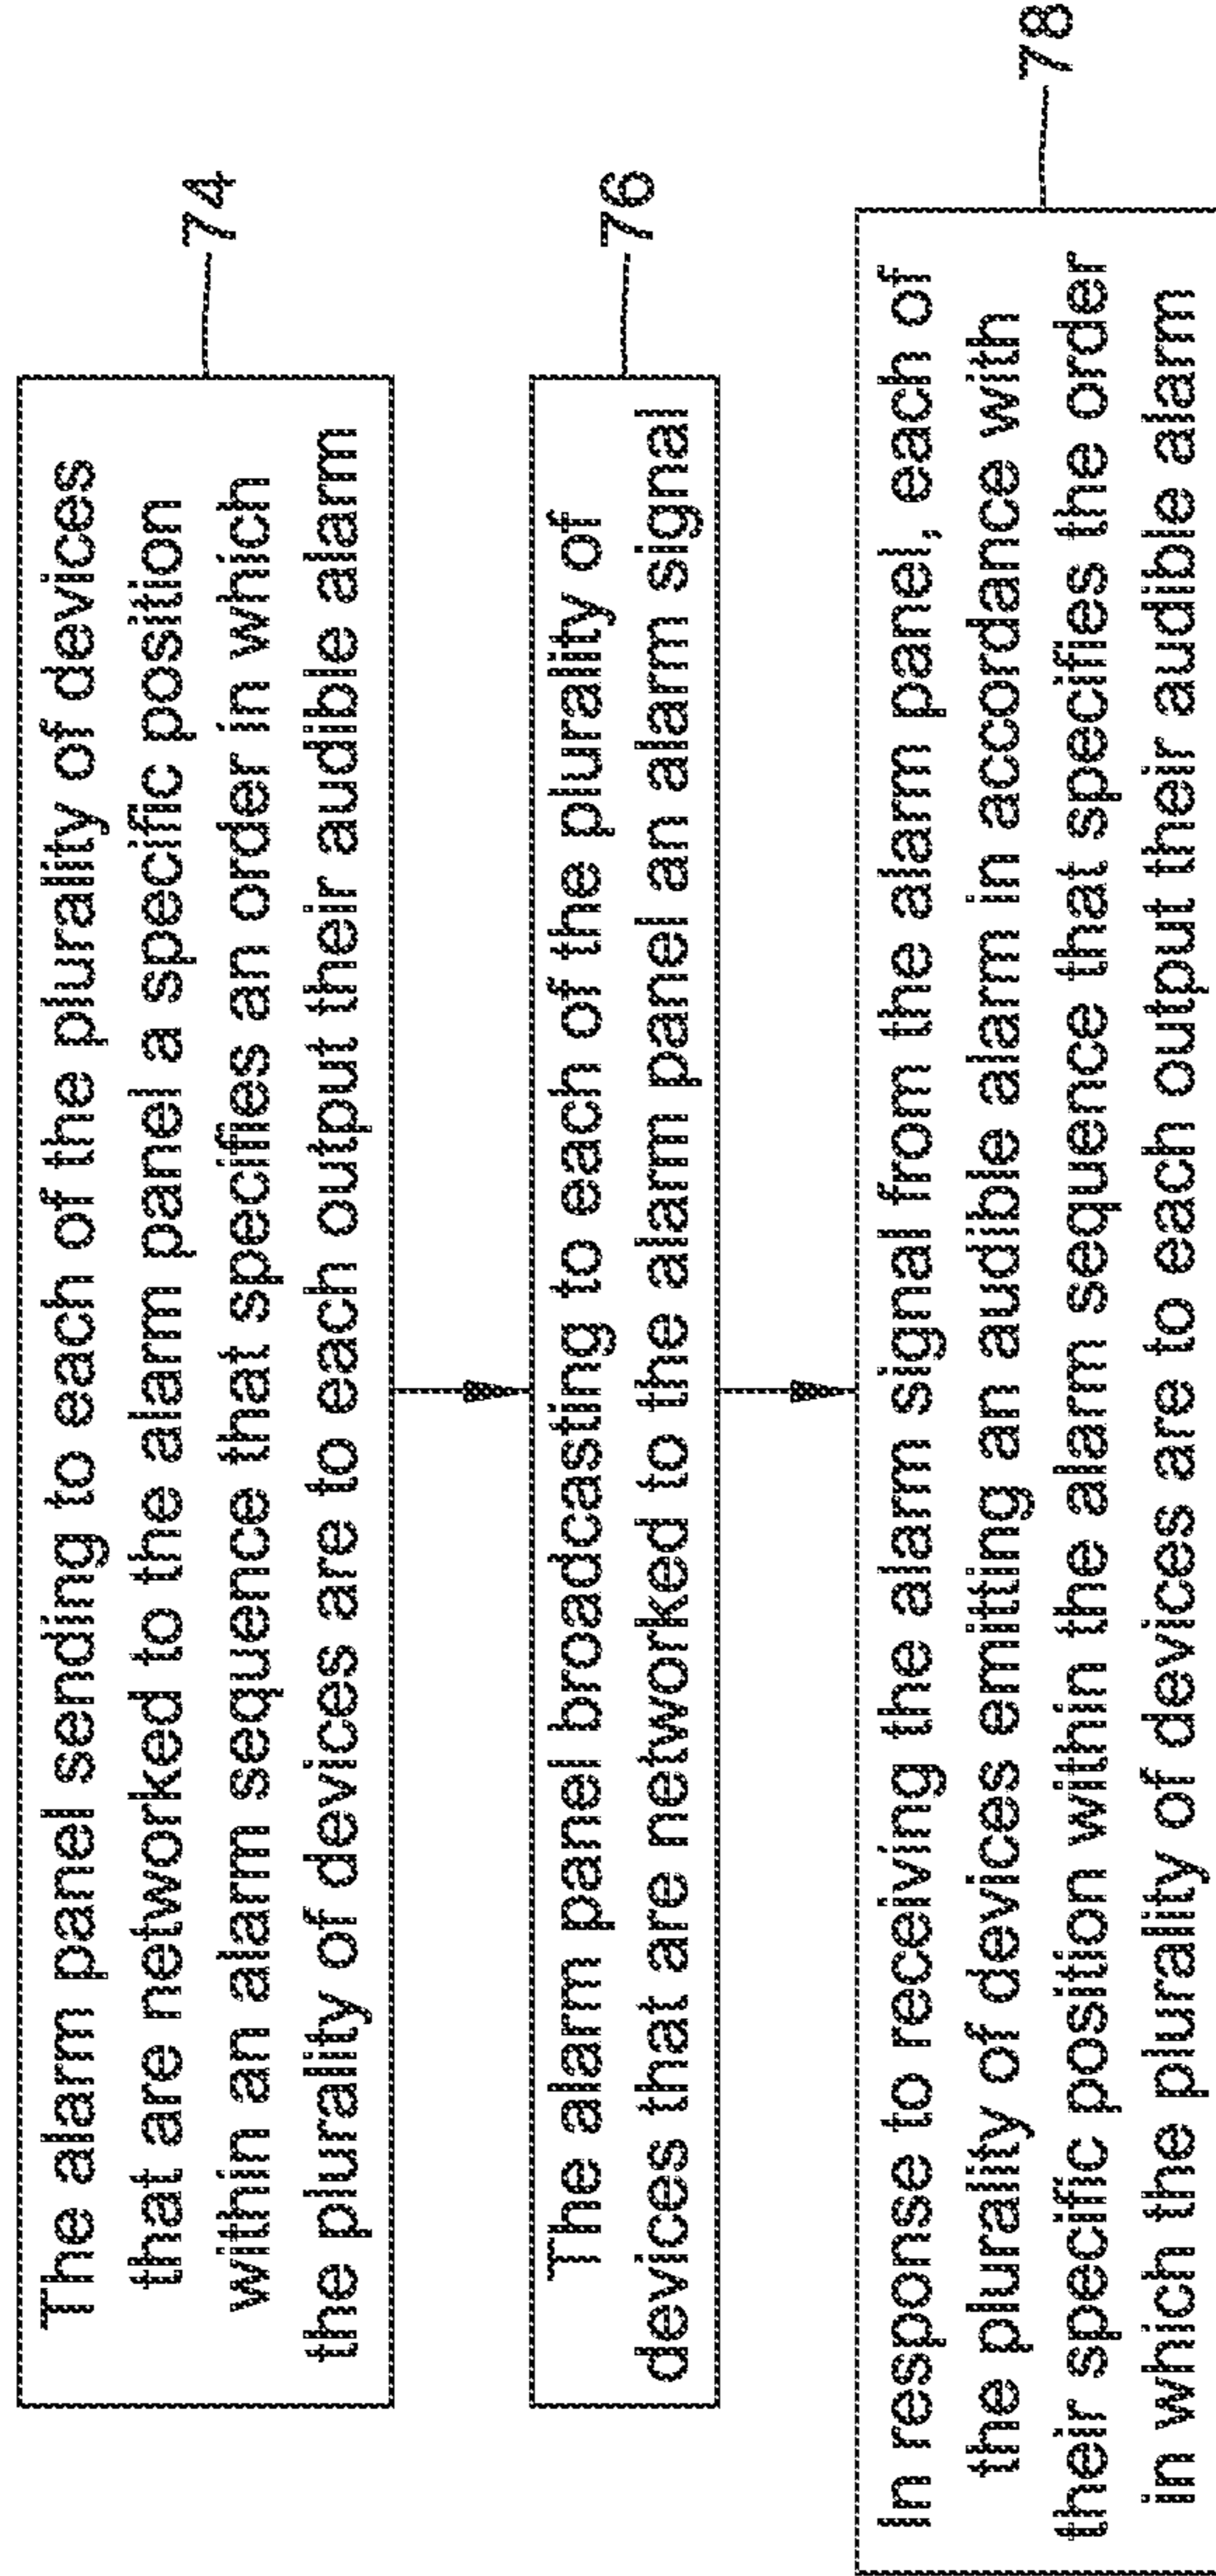 The alarm panel sending to each of the plurality of devices
that are networked to the alarm panel a specific position
within an alarm sequence that specifies an order in which
the plurality of devices are to each output their audible alarm
74
The alarm panel broadcasting to each of the plurality of
devices that are networked to the alarm panel an alarm signal
76
In response to receiving the alarm signal from the alarm panel, each of
the plurality of devices emitting an audible alarm in accordance with
their specific position within the alarm sequence that specifies the order
in which the plurality of devices are to each output their audible alarm
78